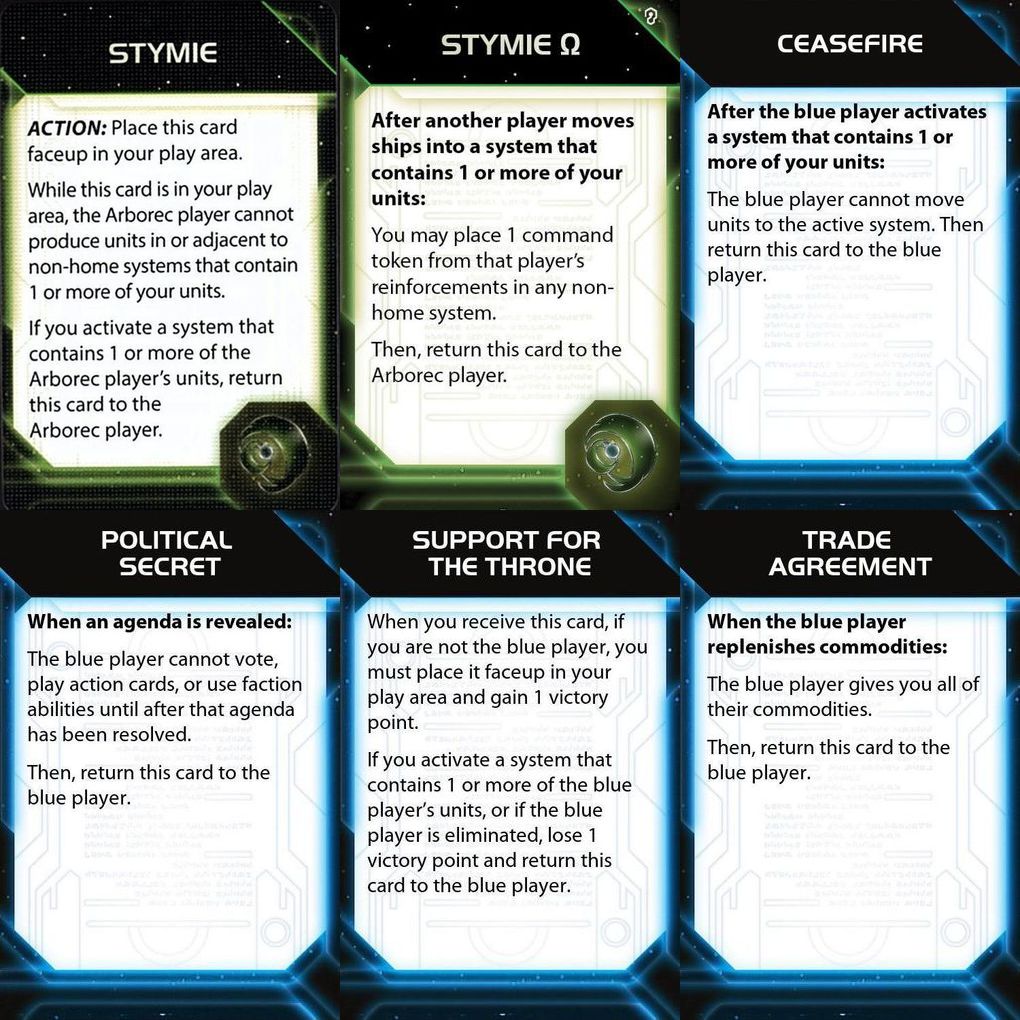 STYMIE
ACTION: Place this card
faceup in your play area.
While this card is in your play
area, the Arborec player cannot
produce units in or adjacent to
non-home systems that contain
1 or more of your units.
If you activate a system that
contains 1 or more of the
Arborec player's units, return
this card to the
Arborec player.
STYMIE Ω
After another player moves
ships into a system that
contains 1 or more of your
units:
You may place 1 command
token from that player's
reinforcements in any non-
home system.
Then, return this card to the
Arborec player.
CEASEFIRE
After the blue player activates
a system that contains 1 or
more of your units:
The blue player cannot move
units to the active system. Then
return this card to the blue
player.
POLITICAL
SECRET
When an agenda is revealed:
The blue player cannot vote,
play action cards, or use faction
abilities until after that agenda
has been resolved.
Then, return this card to the
blue player.
SUPPORT FOR
THE THRONE
When you receive this card, if
you are not the blue player, you
must place it faceup in your
play area and gain 1 victory
point.
If you activate a system that
contains 1 or more of the blue
player's units, or if the blue
player is eliminated, lose 1
victory point and return this
card to the blue player.
TRADE
AGREEMENT
When the blue player
replenishes commodities:
The blue player gives you all of
their commodities.
Then, return this card to the
blue player.